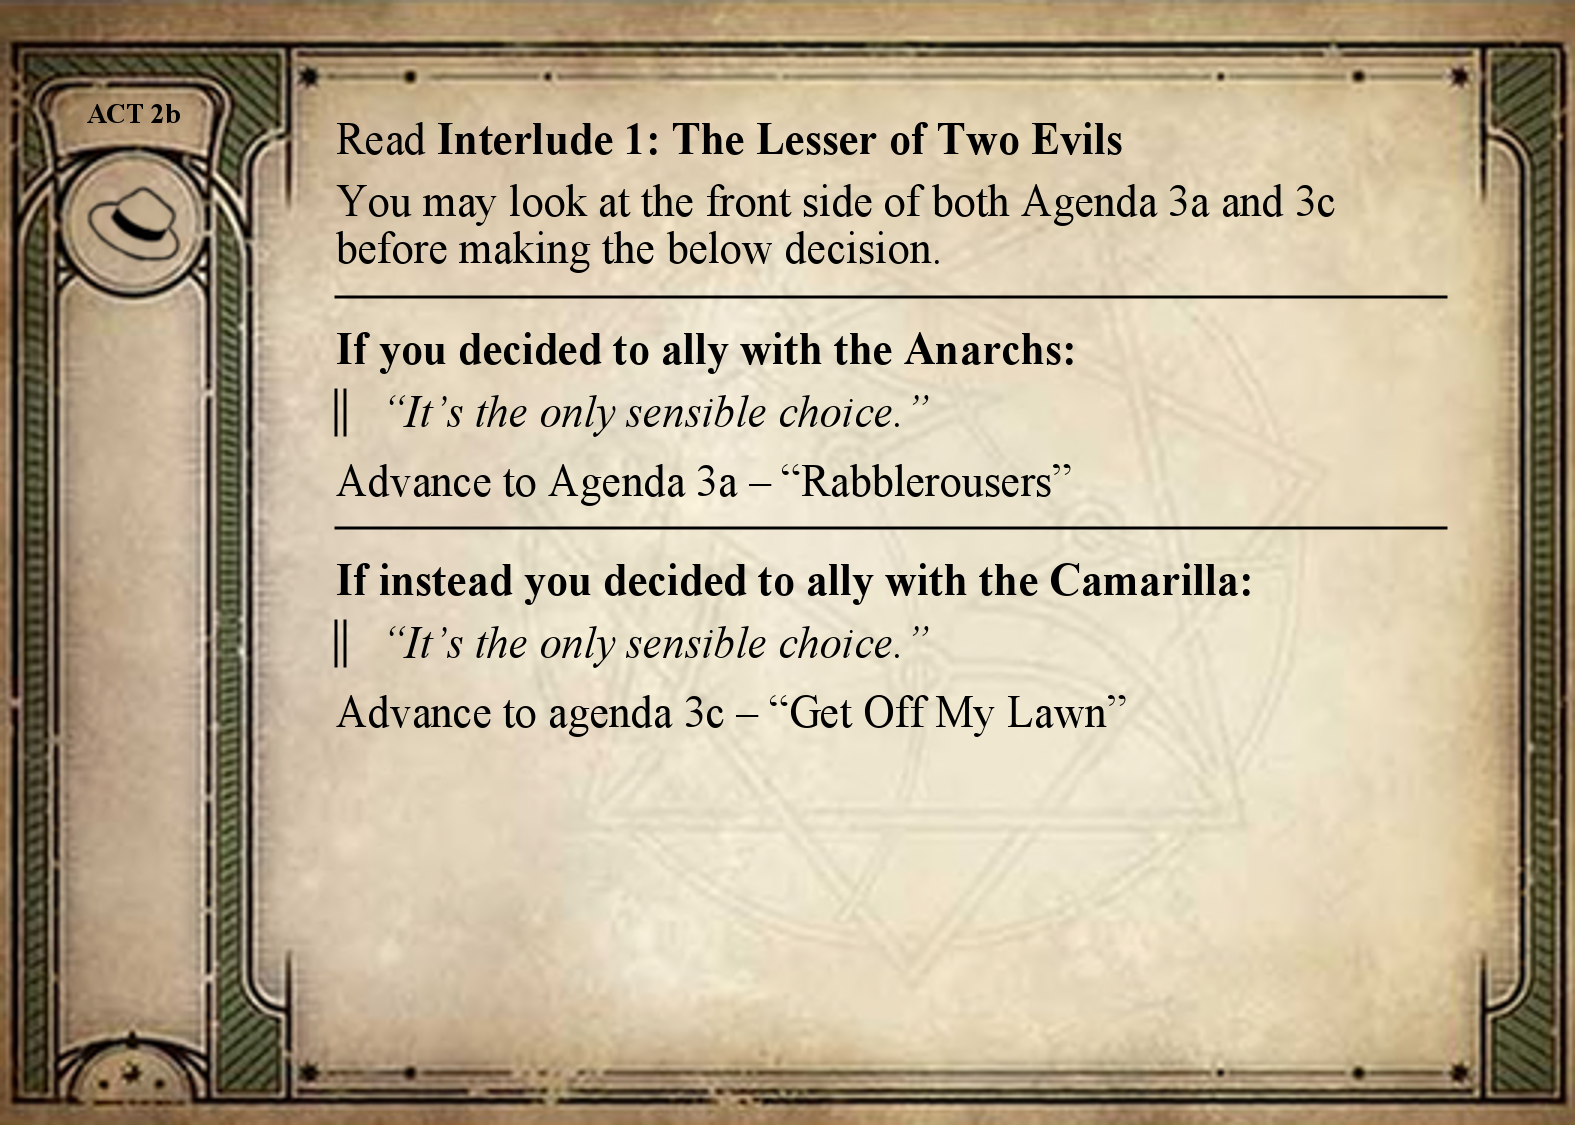 ACT 2b
Read Interlude 1: The Lesser of Two Evils
You may look at the front side of both Agenda 3a and 3c
before making the below decision.
If you decided to ally with the Anarchs:
“It’s the only sensible choice.”
Advance to Agenda 3a – “Rabblerousers”
If instead you decided to ally with the Camarilla:
“It’s the only sensible choice.”
Advance to agenda 3c – “Get Off My Lawn”